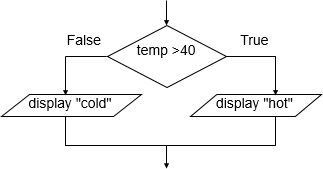 False
True
temp >40
display "cold"
display "hot"